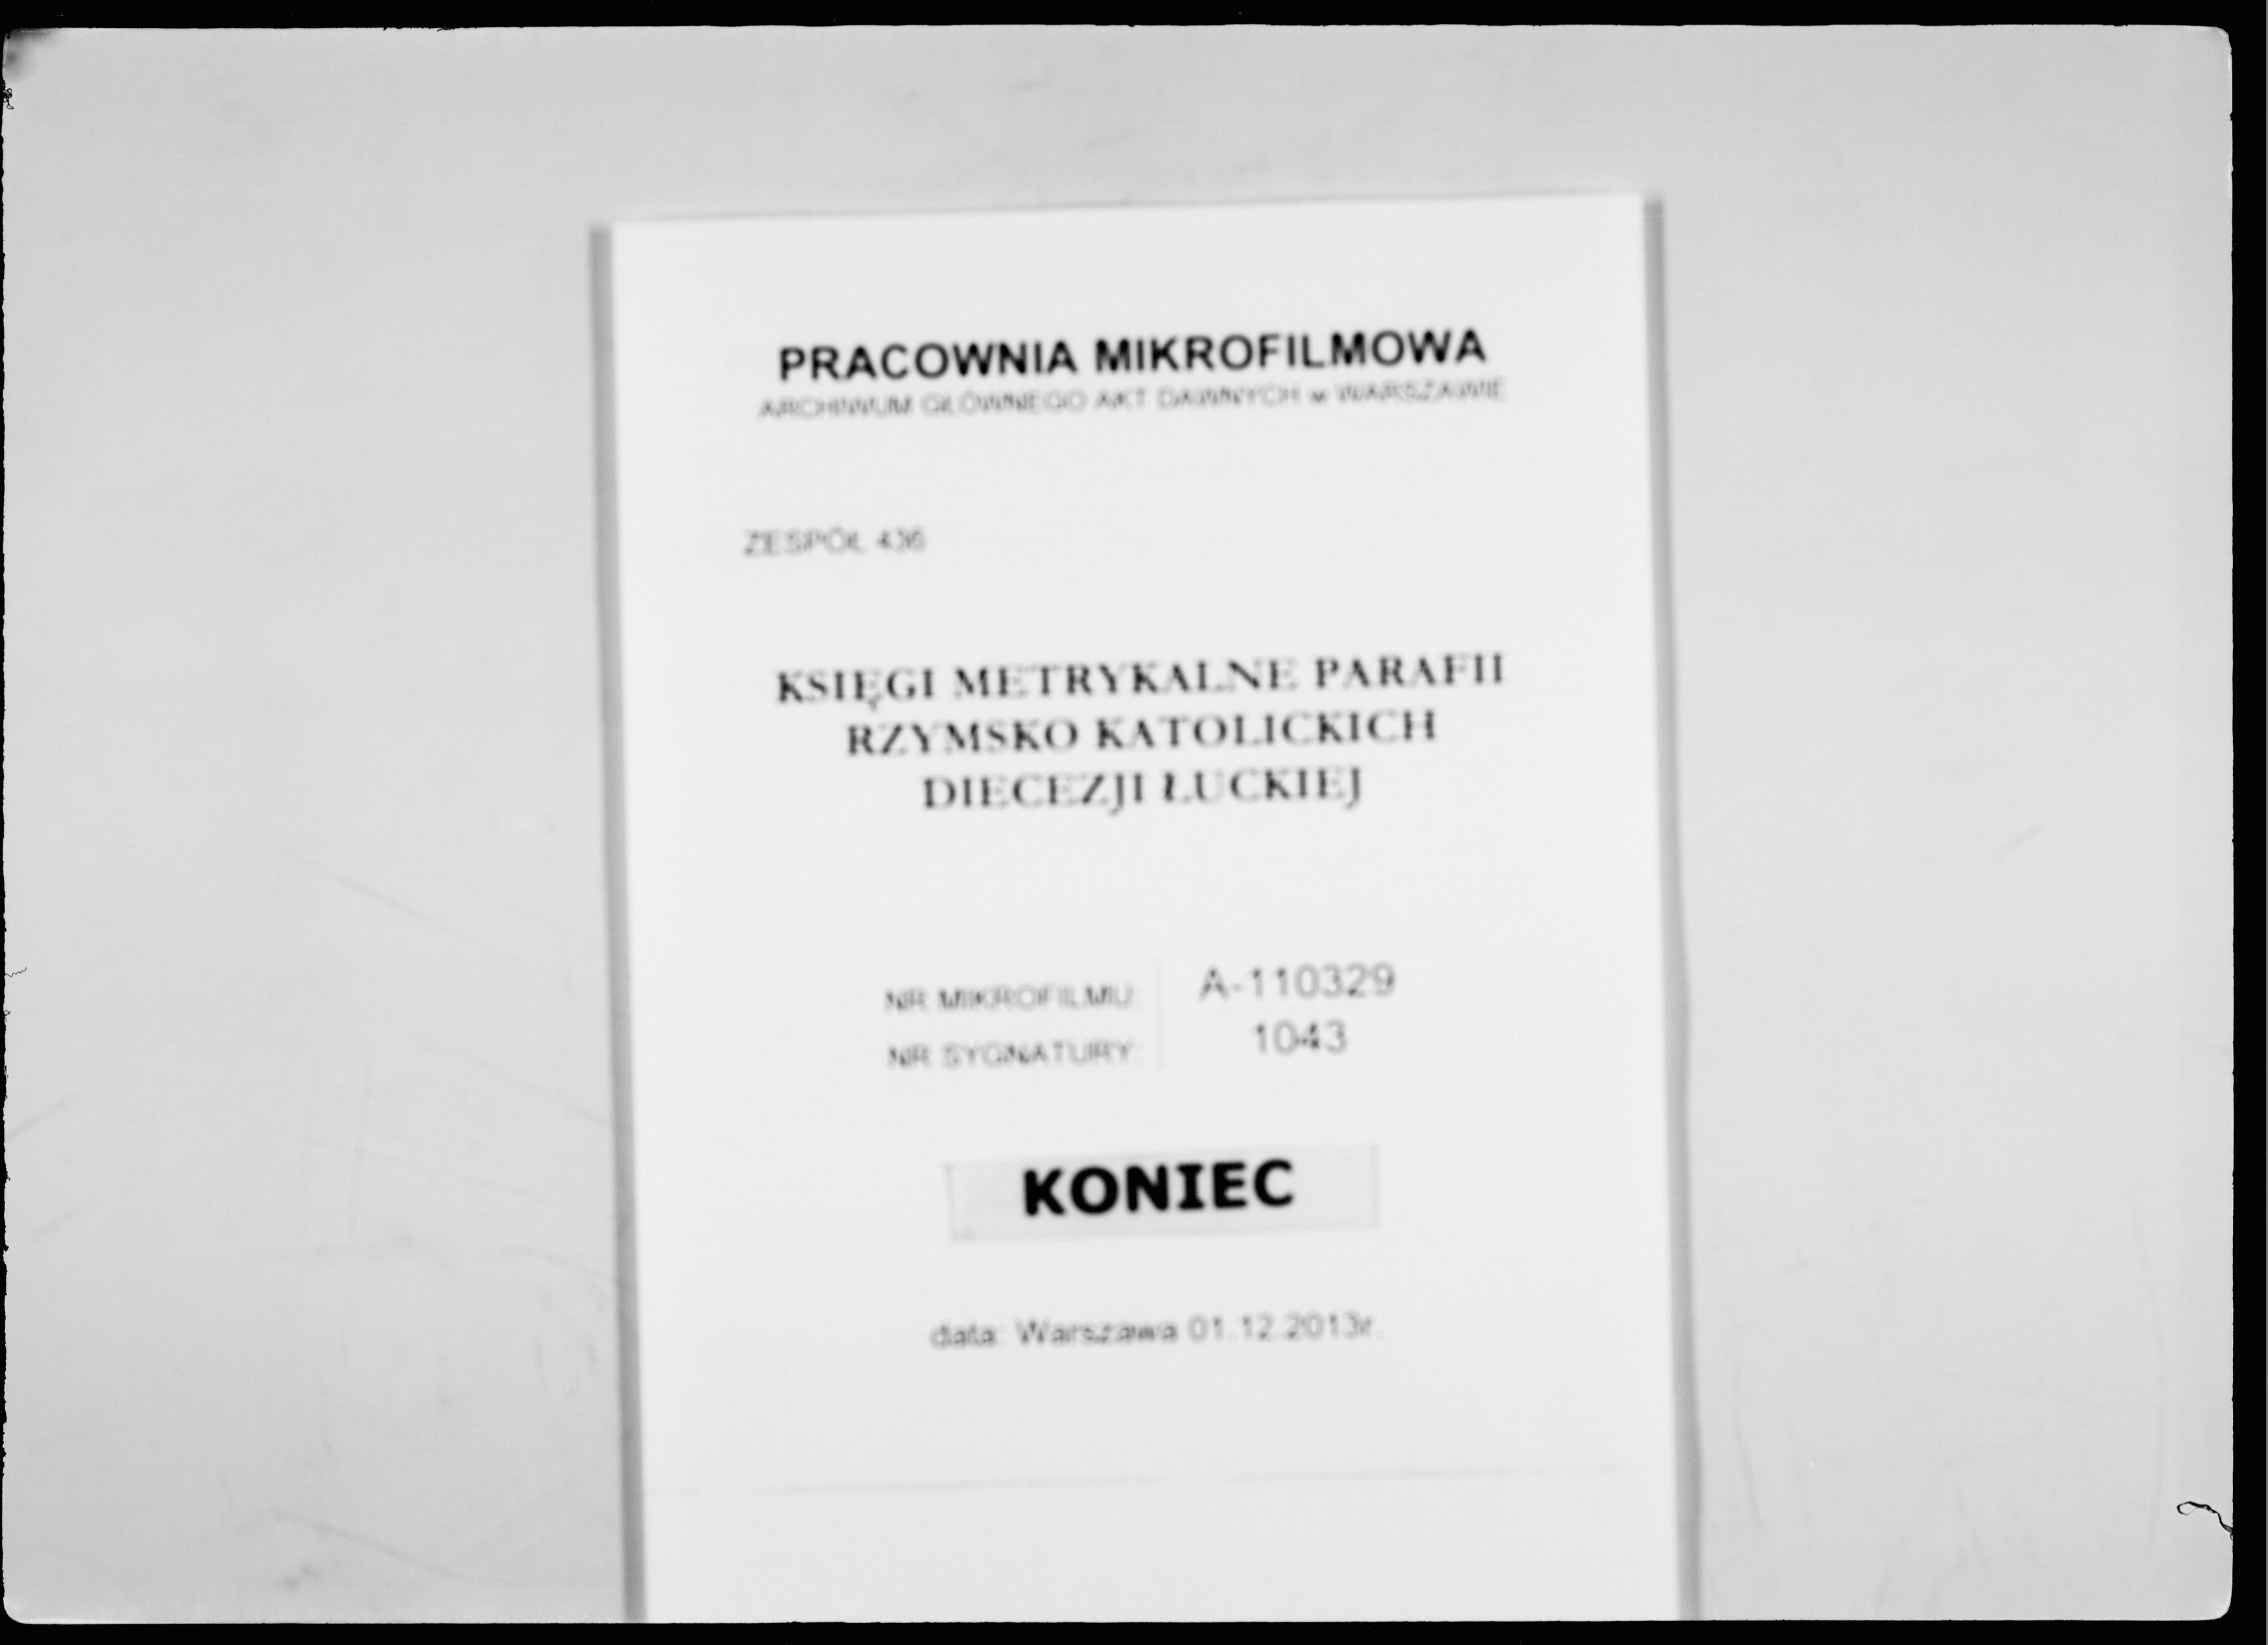 PRACOWNIA MIKROFILMOWA
ARCHIWUM GŁÓWNEGO AKT DAWNYCH w WARSZAWIE
ZESPÓŁ 436
KSIĘGI METRYKALNE PARAFII
RZYMSKO KATOLICKICH
DIECEZJI ŁUCKIEJ
NR MIKROFILMU: A-110329
NR SYGNATURY: 1043
KONIEC
data: Warszawa 01.12.2013r.